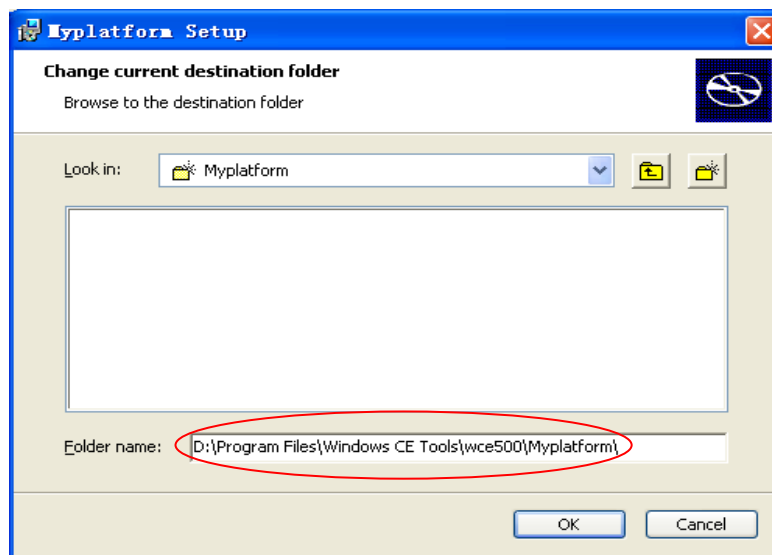 Myplatform Setup
Change current destination folder
Browse to the destination folder
Look in: Myplatform
Folder name: D:\Program Files\Windows CE Tools\wce500\Myplatform\
OK Cancel